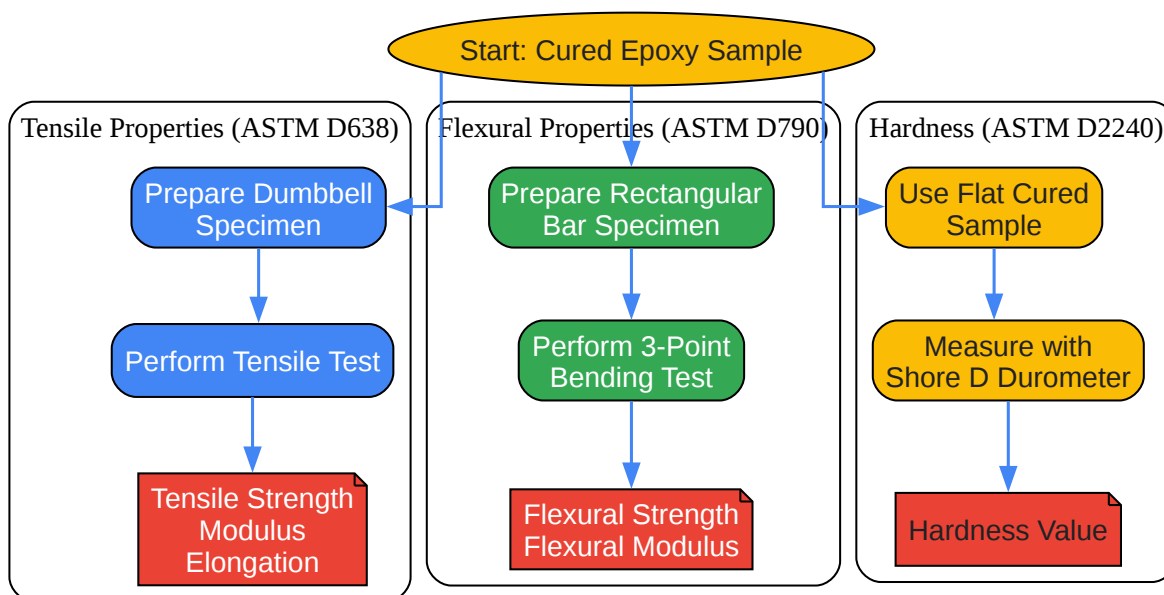 Start: Cured Epoxy Sample
Tensile Properties (ASTM D638)
Prepare Dumbbell
Specimen
Perform Tensile Test
Tensile Strength
Modulus
Elongation
Flexural Properties (ASTM D790)
Prepare Rectangular
Bar Specimen
Perform 3-Point
Bending Test
Flexural Strength
Flexural Modulus
Hardness (ASTM D2240)
Use Flat Cured
Sample
Measure with
Shore D Durometer
Hardness Value